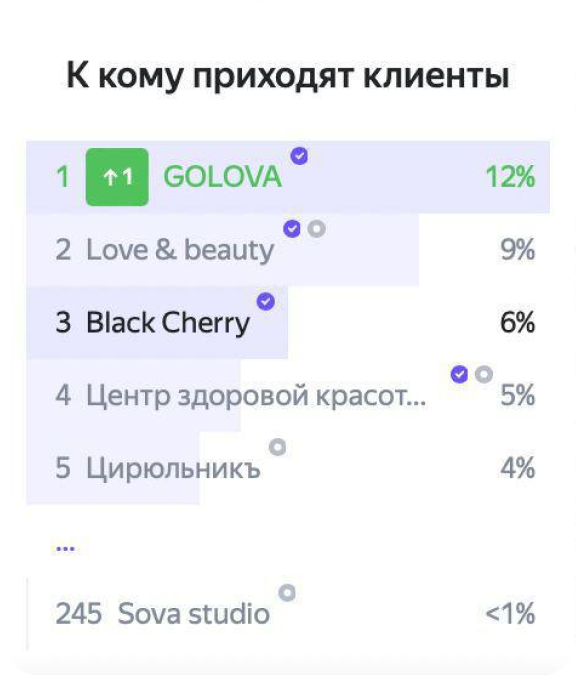 К кому приходят клиенты
1 ↑1 GOLOVA 12%
2 Love & beauty 9%
3 Black Cherry 6%
4 Центр здоровой красот... 5%
5 Цирюльникъ 4%
...
245 Sova studio <1%